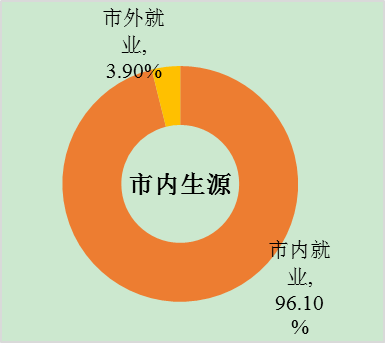 市外就
业,
3.90%
市内生源
市内就
业,
96.10
%